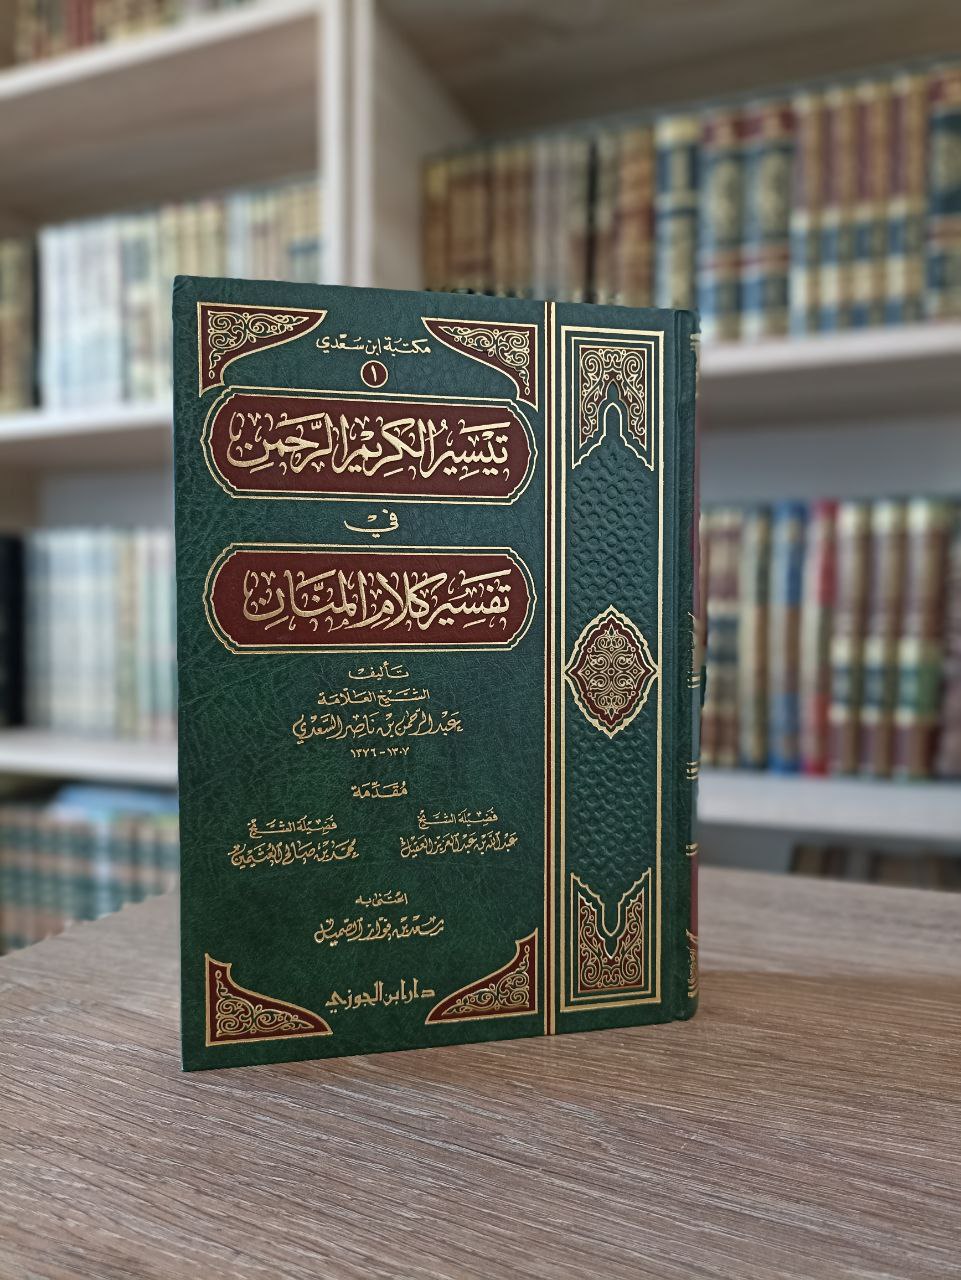 مكتبة ابن سعدي
١
تيسير الكريم الرحمن
في
تفسير كلام المنان
تأليف
الشيخ العلامة
عبد الرحمن بن ناصر السعدي
١٣٠٧ - ١٣٧٦
مقدمة
فضيلة الشيخ
عبد الله بن عبد العزيز العقيل
فضيلة الشيخ
محمد بن صالح العثيمين
اعتنى به
سعد بن فواز الصميل
دار ابن الجوزي